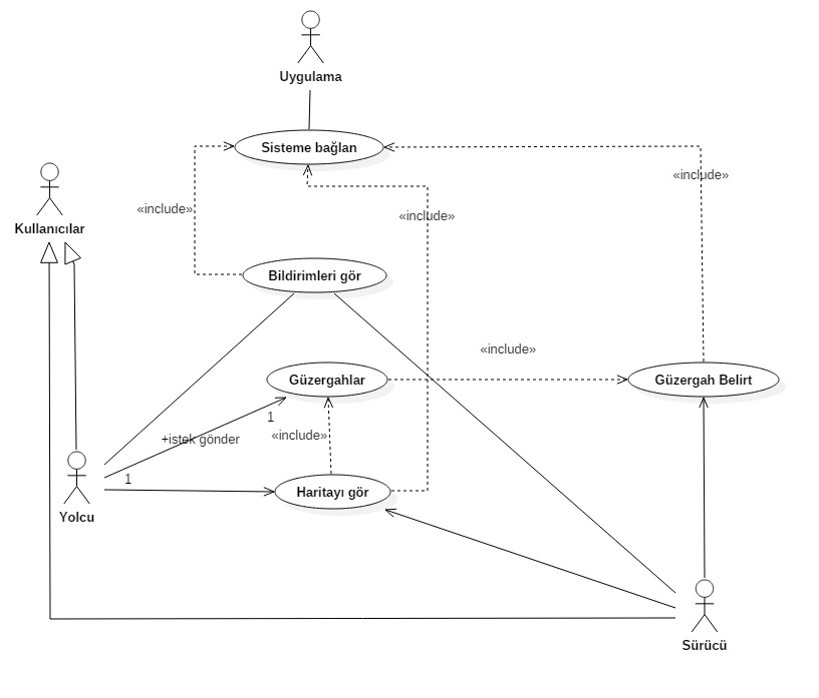 Uygulama
Sisteme bağlan
«include»
Kullanıcılar
«include»
«include»
Bildirimleri gör
«include»
Güzergahlar
Güzergah Belirt
1
+istek gönder
«include»
1
Haritayı gör
Yolcu
Sürücü